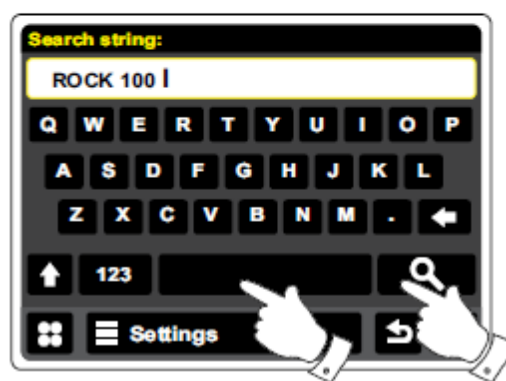 Search string:
ROCK 100
Q W E R T Y U I O P
A S D F G H J K L
Z X C V B N M .
123
Settings